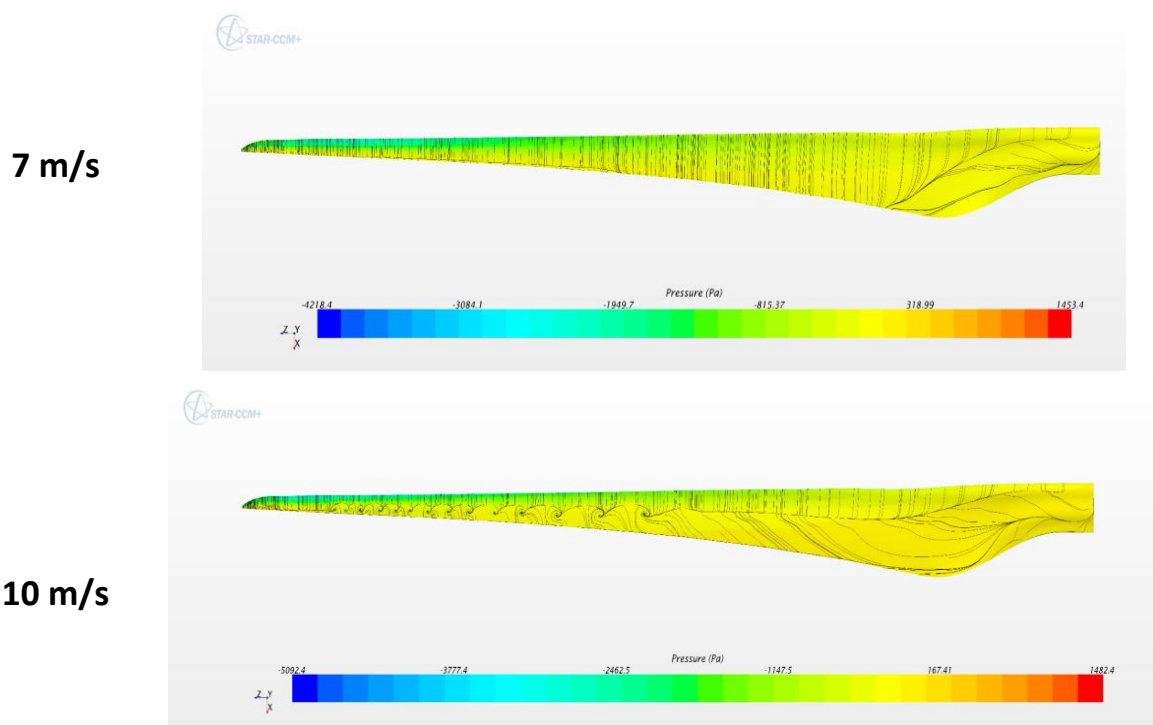 STAR-CCM+
7 m/s
Pressure (Pa)
-4218.4 -3084.1 -1949.7 -815.37 318.99 1453.4
Z Y
X
STAR-CCM+
10 m/s
Pressure (Pa)
-5092.4 -3777.4 -2462.5 -1147.5 167.41 1482.4
Z Y
X